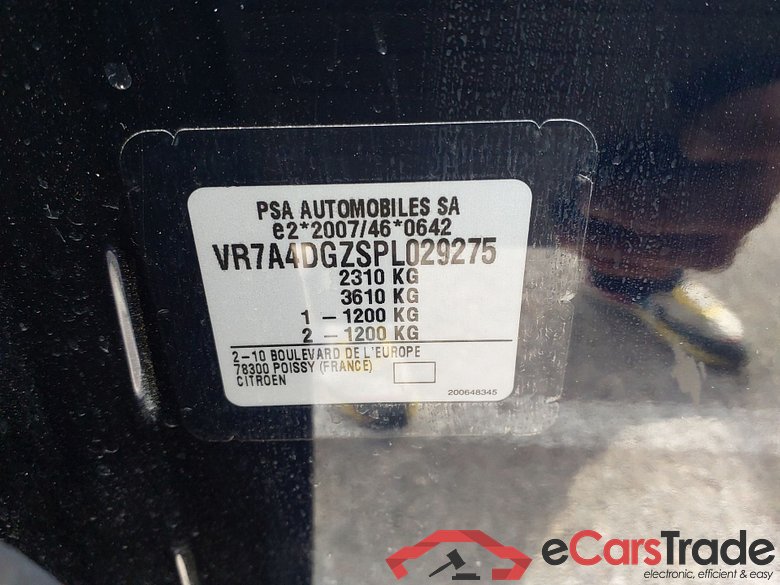 PSA AUTOMOBILES SA
e2*2007/46*0642
VR7A4DGZSPL029275
2310 KG
3610 KG
1 - 1200 KG
2 - 1200 KG
2-10 BOULEVARD DE L'EUROPE
78300 POISSY (FRANCE)
CITROEN
200648345
eCarsTrade
electronic, efficient & easy